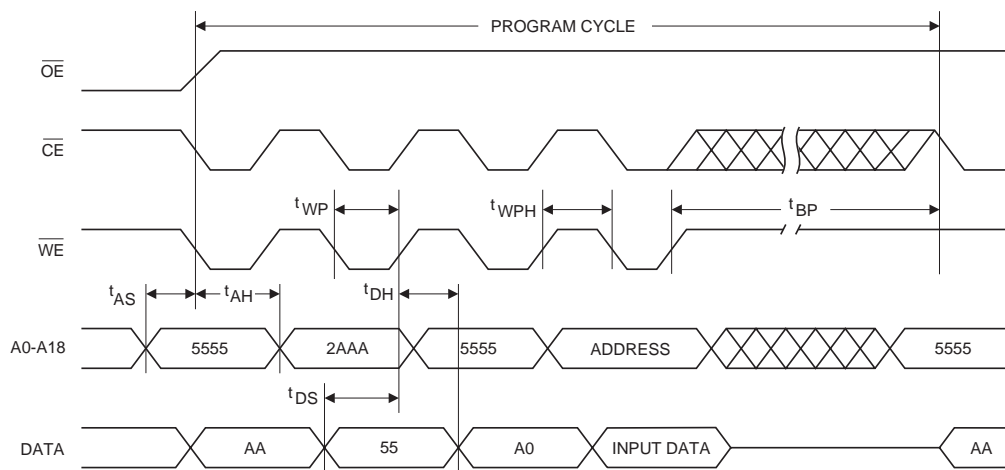 PROGRAM CYCLE
OE
CE
tWP
tWPH
tBP
WE
tAS
tAH
tDH
A0-A18
5555
2AAA
5555
ADDRESS
5555
tDS
DATA
AA
55
A0
INPUT DATA
AA